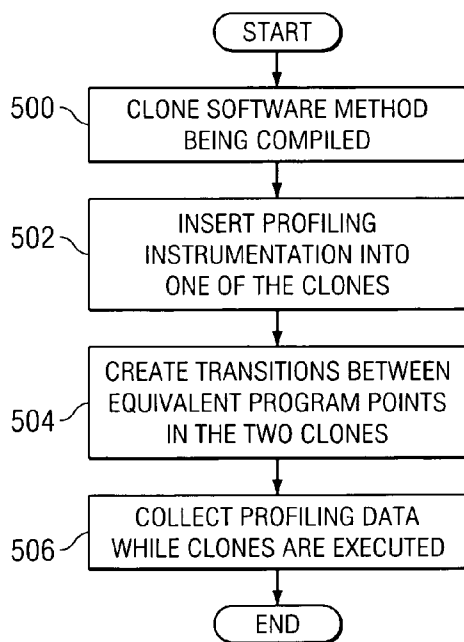 START
500
CLONE SOFTWARE METHOD
BEING COMPILED
502
INSERT PROFILING
INSTRUMENTATION INTO
ONE OF THE CLONES
504
CREATE TRANSITIONS BETWEEN
EQUIVALENT PROGRAM POINTS
IN THE TWO CLONES
506
COLLECT PROFILING DATA
WHILE CLONES ARE EXECUTED
END